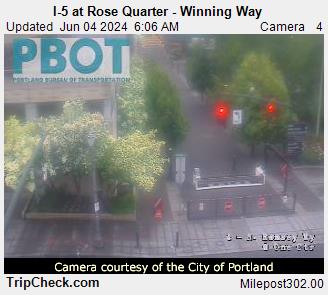 I-5 at Rose Quarter - Winning Way
Updated Jun 04 2024 6:06 AM Camera 4
PBOT
PORTLAND BUREAU OF TRANSPORTATION
Camera courtesy of the City of Portland
TripCheck.com Milepost302.00